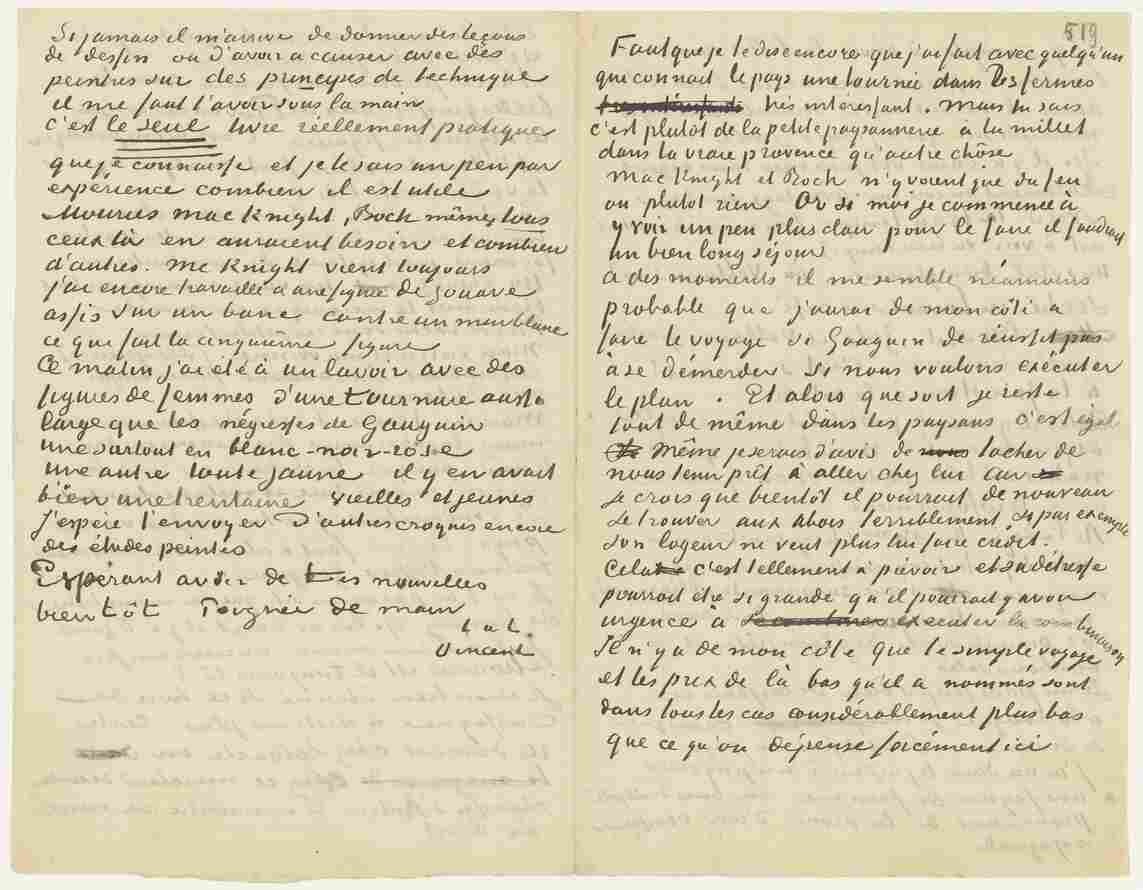 Si jamais il m'arrive de donner des leçons
de dessin ou d'avoir a causer avec des
peintres sur des principes de technique
il me faut l'avoir sous la main
c'est le seul livre réellement pratique
que je connaisse et je sais un peu par
expérience combien il est utile
Mouries Mac Knight, Boch même, tous
ceux là en auraient besoin et combien
d'autres. Mc Knight vient toujours
j'ai encore travaillé a une figure de zouave
assis sur un banc contre un mur blanc
ce qui fait la cinquième figure
Ce matin j'ai été à un lavoir avec des
figures de femmes d'une tournure aussi
large que les négresses de Gauguin
une surtout en blanc-noir-rose
une autre toute jaune il y en avait
bien une trentaine vieilles et jeunes
J'espère t'envoyer d'autres croquis encore
des études peintes
Espérant avoir de tes nouvelles
bientôt Poignée de main
t. à t.
Vincent
519
Faut que je te dise encore que j'ai fait avec quelqu'un
qui connait le pays une tournée dans les fermes
très intéressant. Mais tu sais
c'est plutôt de la petite paysannerie à la millet
dans la vraie provence qu'autre chôse
Mac Knight et Boch n'y voient que du feu
ou plutôt rien Or si moi je commence à
y voir un peu plus clair pour le faire il faudrait
un bien long séjour
A des moments il me semble néamoins
probable que j'aurai de mon côté a
faire le voyage si Gauguin ne réussit pas
à se démerder si nous voulons exécuter
le plan. Et alors que soit je reste
tout de même dans les paysans c'est égal
Même je serais d'avis de tacher de
nous tenir prêt à aller chez lui car
je crois que bientôt il pourrait de nouveau
se trouver aux abois terriblement si par exemple
son logeur ne veut plus lui faire crédit.
Cela c'est tellement à prévoir et sa détresse
pourrait être si grande qu'il pourrait y avoir
urgence à executer la combinaison
Il n'y a de mon côté que le simple voyage
et les prix de là bas qu'il a nommés sont
dans tous les cas considérablement plus bas
que ce qu'on dépense forcément ici